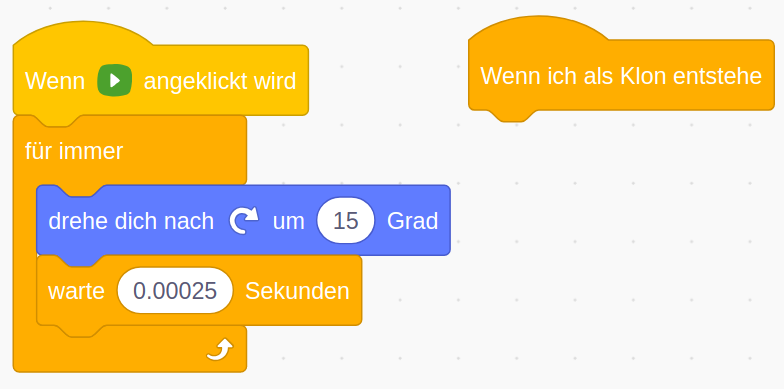 Wenn angeklickt wird
für immer
drehe dich nach um 15 Grad
warte 0.00025 Sekunden
Wenn ich als Klon entstehe